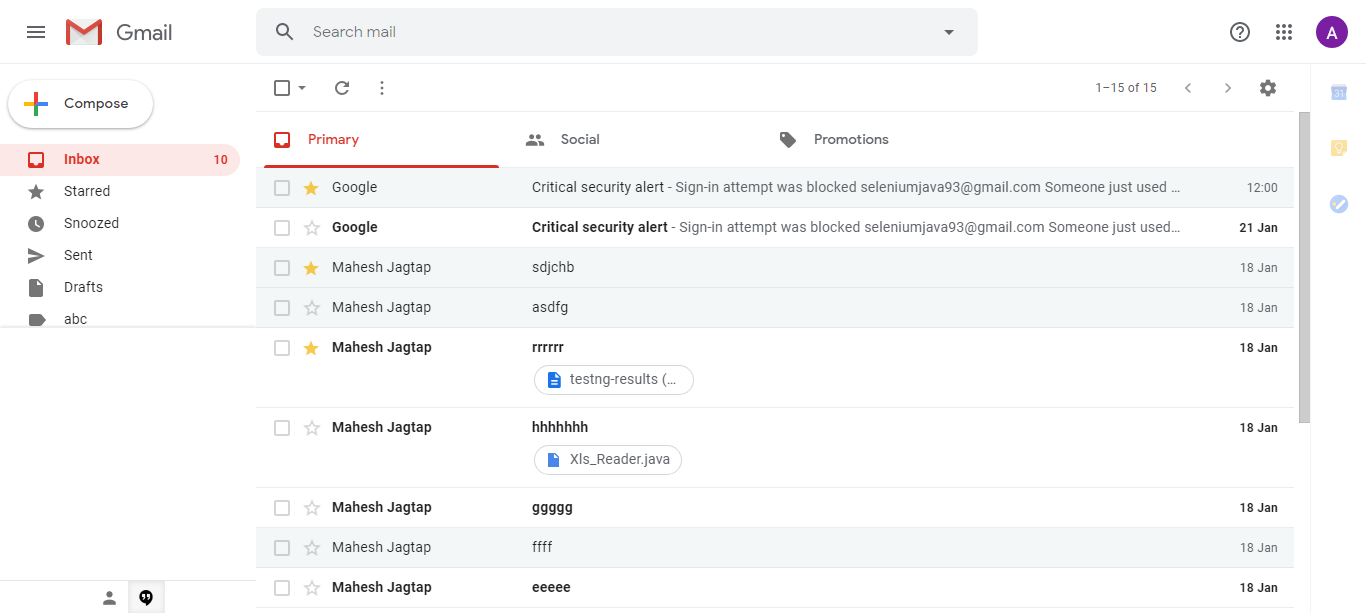 Gmail
Search mail
A
Compose
1–15 of 15
31
Inbox 10
Starred
Snoozed
Sent
Drafts
abc
Primary Social Promotions
Google Critical security alert - Sign-in attempt was blocked seleniumjava93@gmail.com Someone just used … 12:00
Google Critical security alert - Sign-in attempt was blocked seleniumjava93@gmail.com Someone just used… 21 Jan
Mahesh Jagtap sdjchb 18 Jan
Mahesh Jagtap asdfg 18 Jan
Mahesh Jagtap rrrrrr 18 Jan
testng-results (…
Mahesh Jagtap hhhhhhh 18 Jan
Xls_Reader.java
Mahesh Jagtap ggggg 18 Jan
Mahesh Jagtap ffff 18 Jan
Mahesh Jagtap eeeee 18 Jan